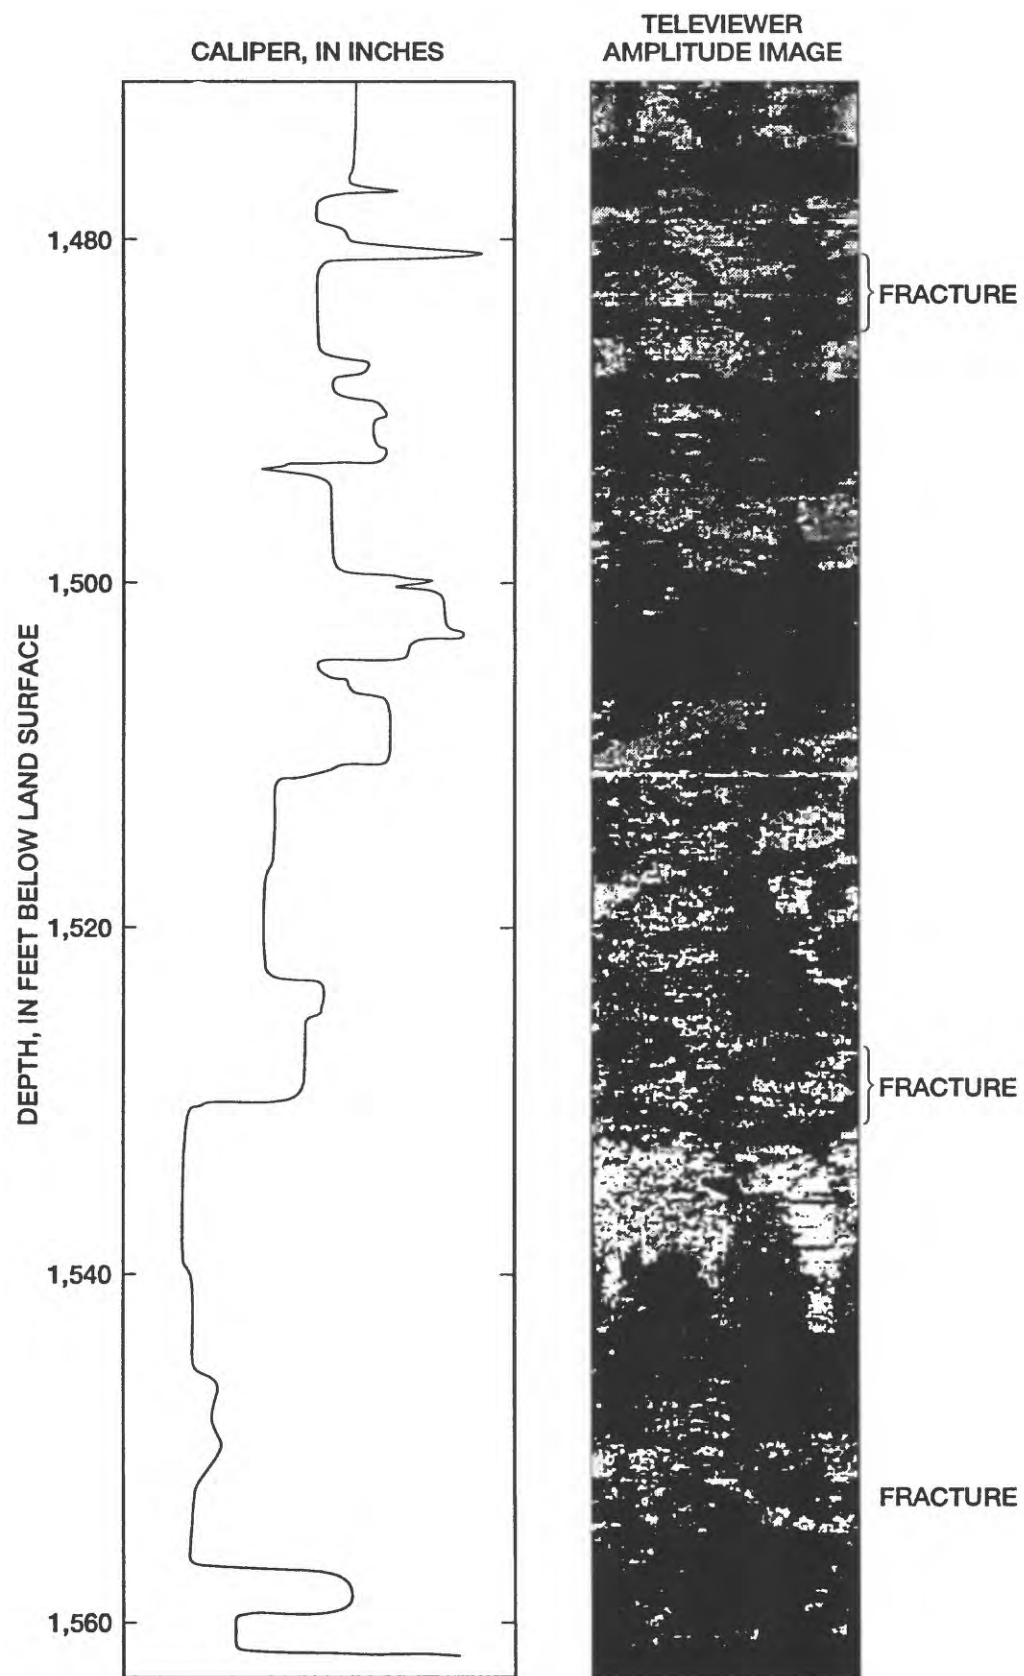 CALIPER, IN INCHES
TELEVIEWER
AMPLITUDE IMAGE
DEPTH, IN FEET BELOW LAND SURFACE
1,480
1,500
1,520
1,540
1,560
FRACTURE
FRACTURE
FRACTURE